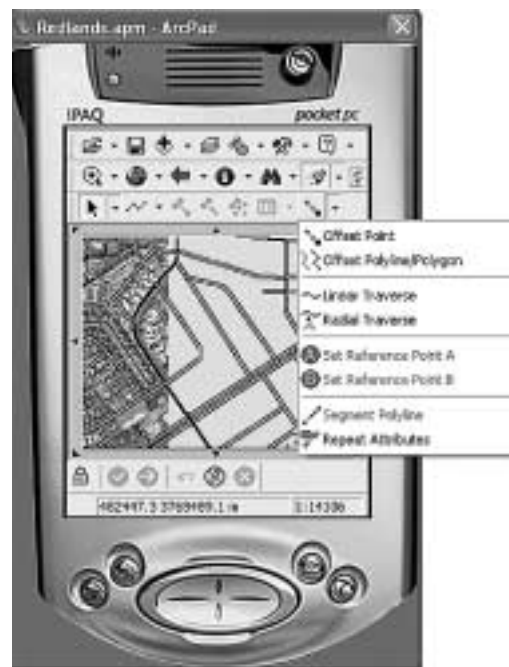 Redlands.apm - ArcPad
iPAQ pocket pc
Offset Point
Offset Polyline/Polygon
Linear Traverse
Radial Traverse
Set Reference Point A
Set Reference Point B
Segment Polyline
Repeat Attributes
482447.3 3769489.1 m 1:14306